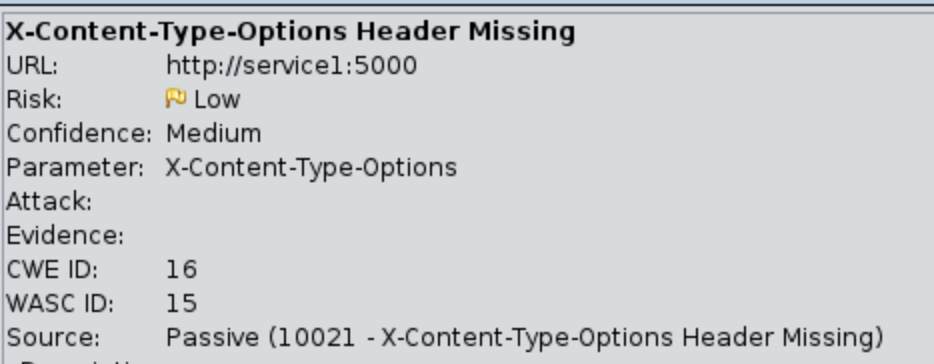 X-Content-Type-Options Header Missing
URL: http://service1:5000
Risk: Low
Confidence: Medium
Parameter: X-Content-Type-Options
Attack:
Evidence:
CWE ID: 16
WASC ID: 15
Source: Passive (10021 - X-Content-Type-Options Header Missing)